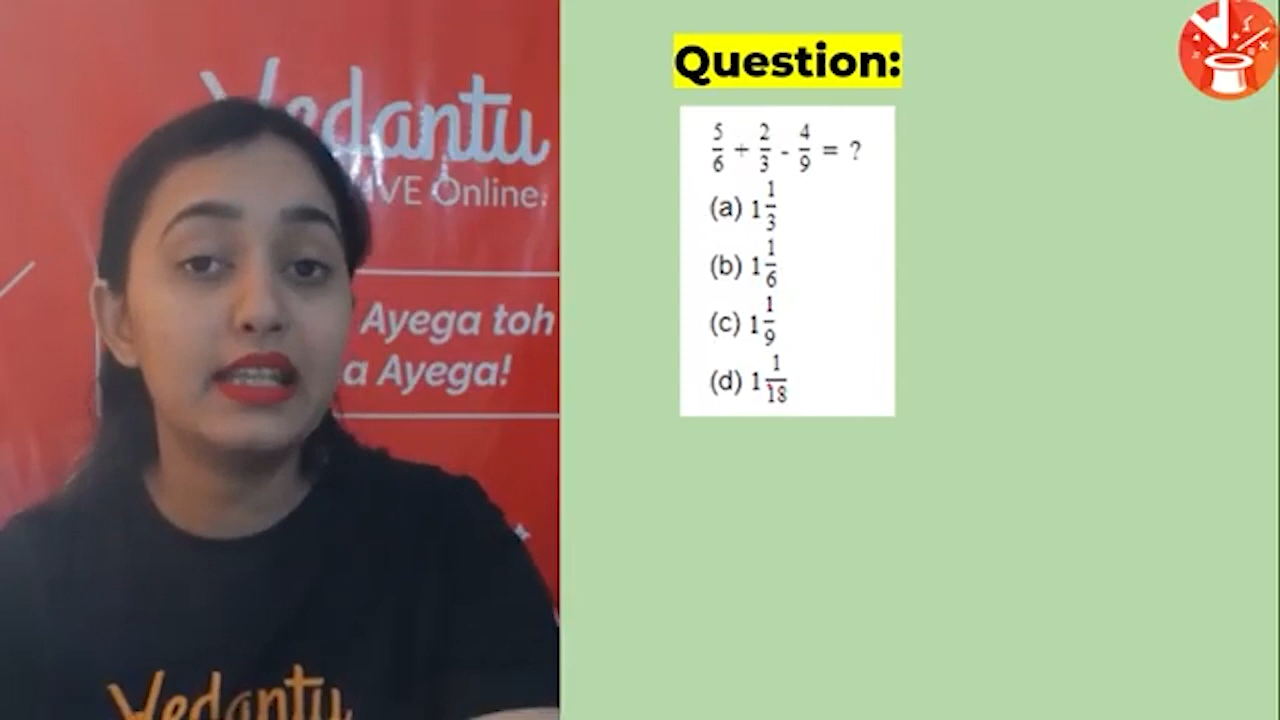 Vedantu
LIVE Online.
Ayega toh
a Ayega!
Vedantu
Question:
5/6 + 2/3 - 4/9 = ?
(a) 1 1/3
(b) 1 1/6
(c) 1 1/9
(d) 1 1/18